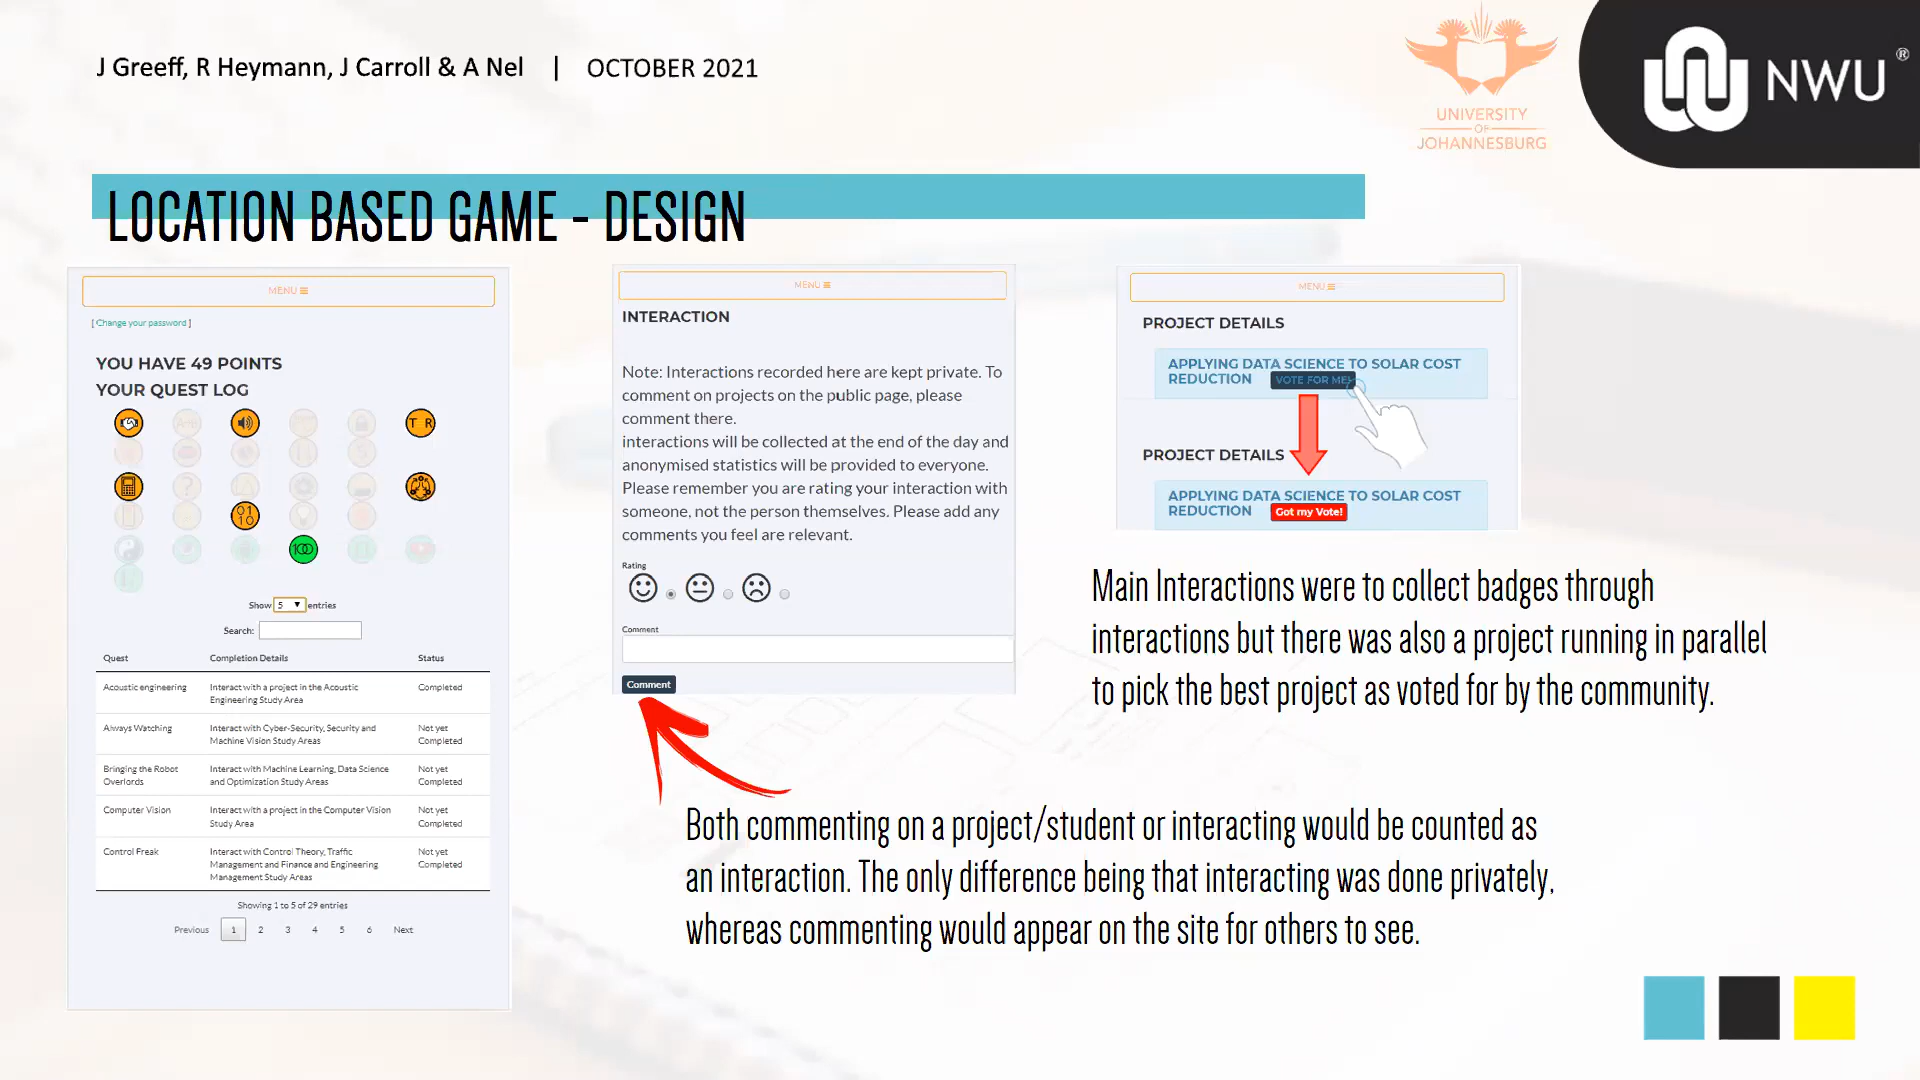 J Greeff, R Heymann, J Carroll & A Nel | OCTOBER 2021
UNIVERSITY
OF
JOHANNESBURG
NWU®
LOCATION BASED GAME - DESIGN
MENU
[ Change your password ]
YOU HAVE 49 POINTS
YOUR QUEST LOG
T R
01
10
100
Show 5 entries
Search:
Quest Completion Details Status
Acoustic engineering Interact with a project in the Acoustic Completed
Engineering Study Area
Always Watching Interact with Cyber-Security, Security and Not yet
Machine Vision Study Areas Completed
Bringing the Robot Interact with Machine Learning, Data Science Not yet
Overlords and Optimization Study Areas Completed
Computer Vision Interact with a project in the Computer Vision Not yet
Study Area Completed
Control Freak Interact with Control Theory, Traffic Not yet
Management and Finance and Engineering Completed
Management Study Areas
Showing 1 to 5 of 29 entries
Previous 1 2 3 4 5 6 Next
MENU
INTERACTION
Note: Interactions recorded here are kept private. To
comment on projects on the public page, please
comment there.
interactions will be collected at the end of the day and
anonymised statistics will be provided to everyone.
Please remember you are rating your interaction with
someone, not the person themselves. Please add any
comments you feel are relevant.
Rating
Comment
Comment
MENU
PROJECT DETAILS
APPLYING DATA SCIENCE TO SOLAR COST
REDUCTION VOTE FOR ME!
PROJECT DETAILS
APPLYING DATA SCIENCE TO SOLAR COST
REDUCTION Got my Vote!
Main Interactions were to collect badges through
interactions but there was also a project running in parallel
to pick the best project as voted for by the community.
Both commenting on a project/student or interacting would be counted as
an interaction. The only difference being that interacting was done privately,
whereas commenting would appear on the site for others to see.